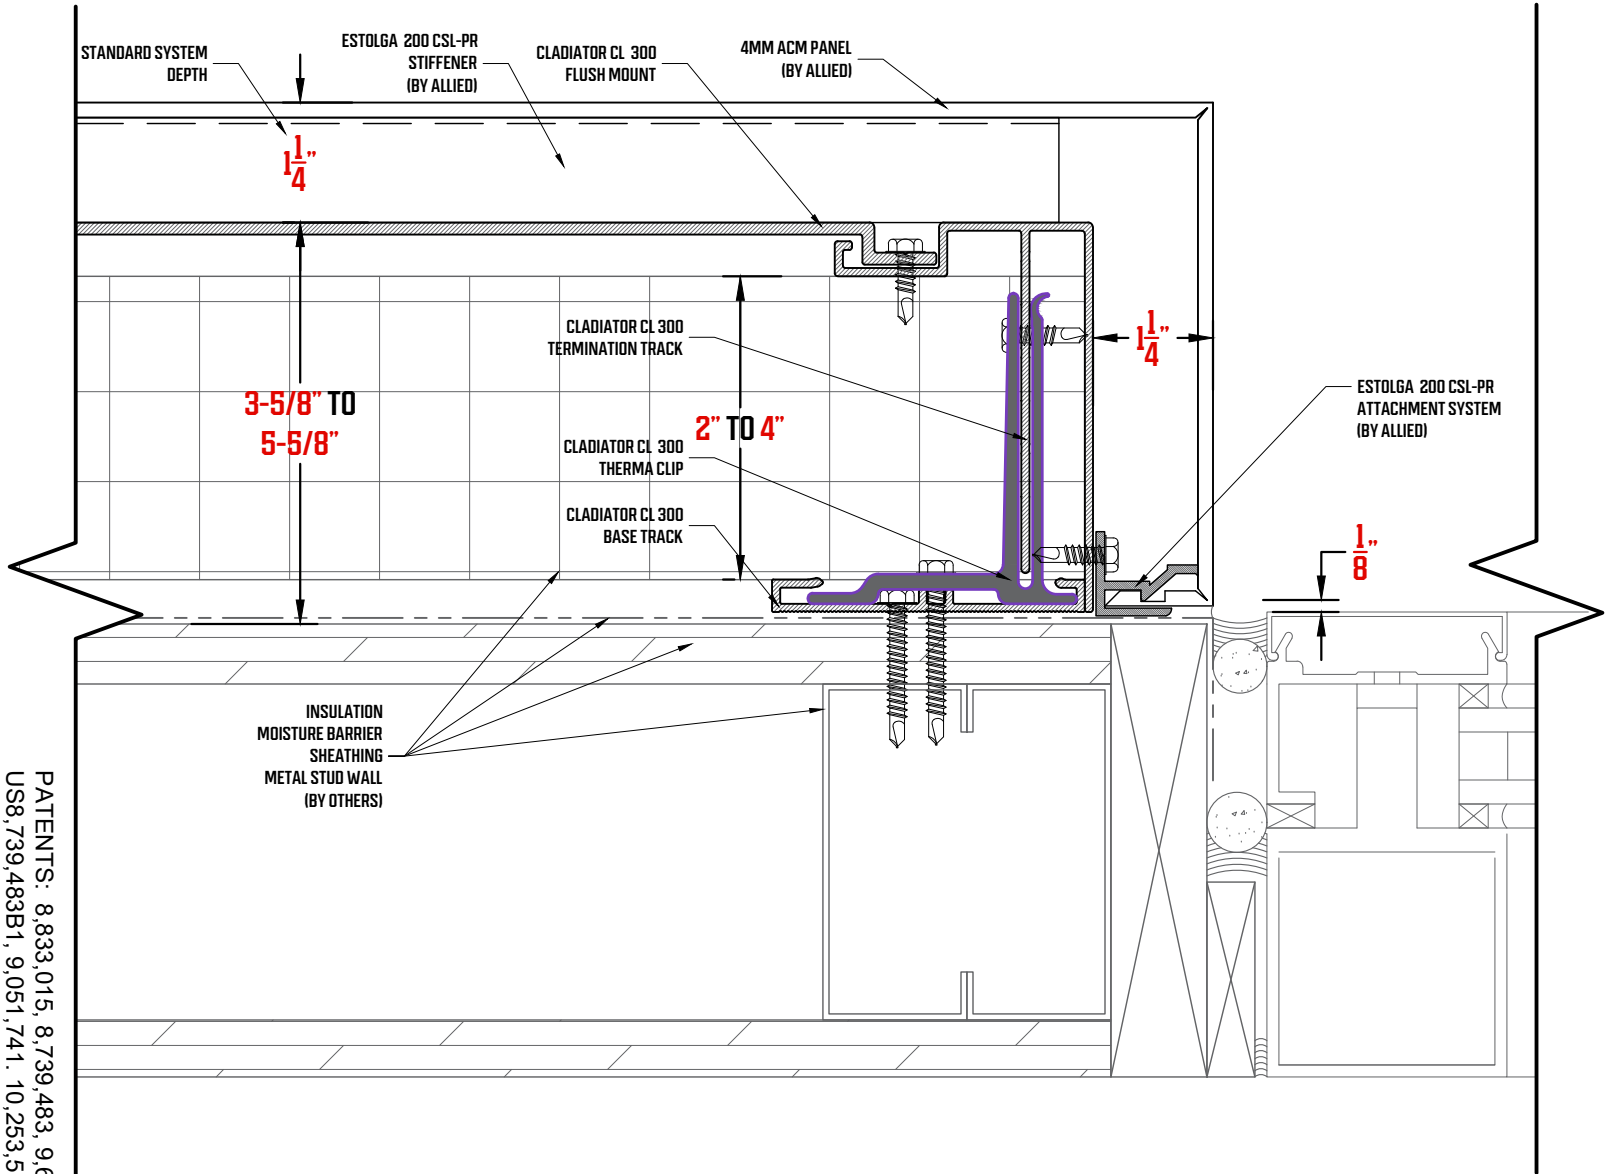 STANDARD SYSTEM
DEPTH
ESTOLGA 200 CSL-PR
STIFFENER
(BY ALLIED)
CLADIATOR CL 300
FLUSH MOUNT
4MM ACM PANEL
(BY ALLIED)
1 1/4"
CLADIATOR CL 300
TERMINATION TRACK
1 1/4"
3-5/8" TO
5-5/8"
2" TO 4"
ESTOLGA 200 CSL-PR
ATTACHMENT SYSTEM
(BY ALLIED)
CLADIATOR CL 300
THERMA CLIP
CLADIATOR CL 300
BASE TRACK
1/8"
INSULATION
MOISTURE BARRIER
SHEATHING
METAL STUD WALL
(BY OTHERS)
PATENTS: 8,833,015, 8,739,483, 9,6
US8,739,483B1, 9,051,741. 10,253,5